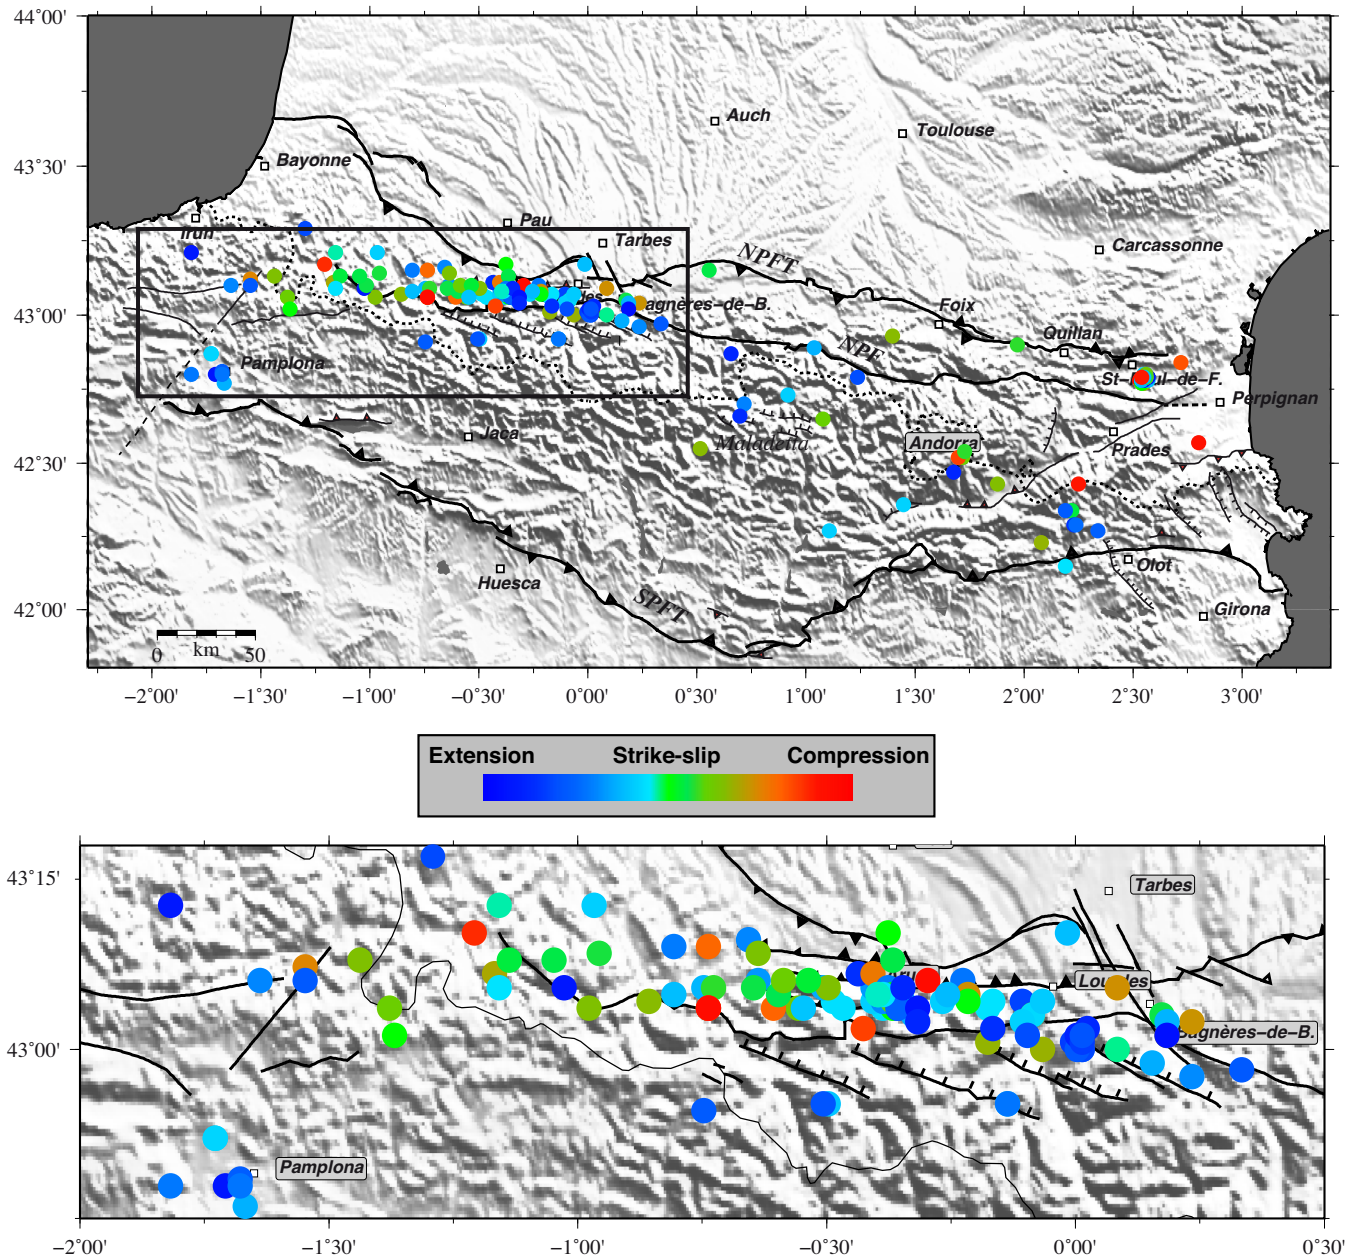 44°00'
43°30'
43°00'
42°30'
42°00'
Auch
Toulouse
Bayonne
Irun
Pau
Tarbes
Carcassonne
NPFT
Bagnères-de-B.
Foix
Quillan
NPF
St-Paul-de-F.
Pamplona
Perpignan
Jaca
Maladetta
Andorra
Prades
Huesca
Olot
SPFT
Girona
0 km 50
-2°00' -1°30' -1°00' -0°30' 0°00' 0°30' 1°00' 1°30' 2°00' 2°30' 3°00'
Extension Strike-slip Compression
43°15'
43°00'
Tarbes
Lourdes
Bagnères-de-B.
Pamplona
-2°00' -1°30' -1°00' -0°30' 0°00' 0°30'